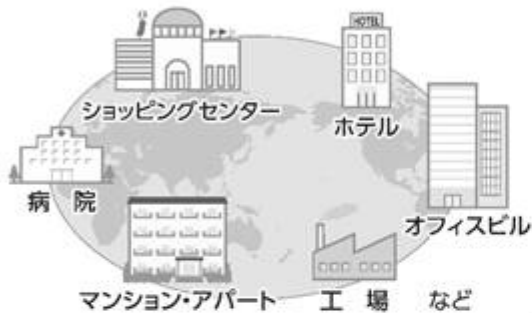 ショッピングセンター
HOTEL
ホテル
病 院
オフィスビル
マンション・アパート
工 場 など